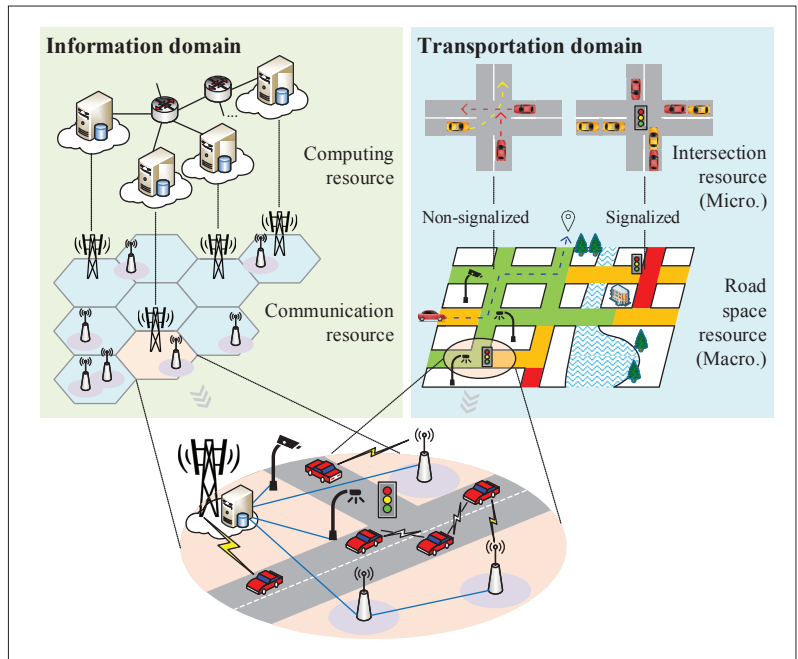 Information domain
...
Computing
resource
Communication
resource
Transportation domain
Intersection
resource
(Micro.)
Non-signalized
Signalized
Road
space
resource
(Macro.)